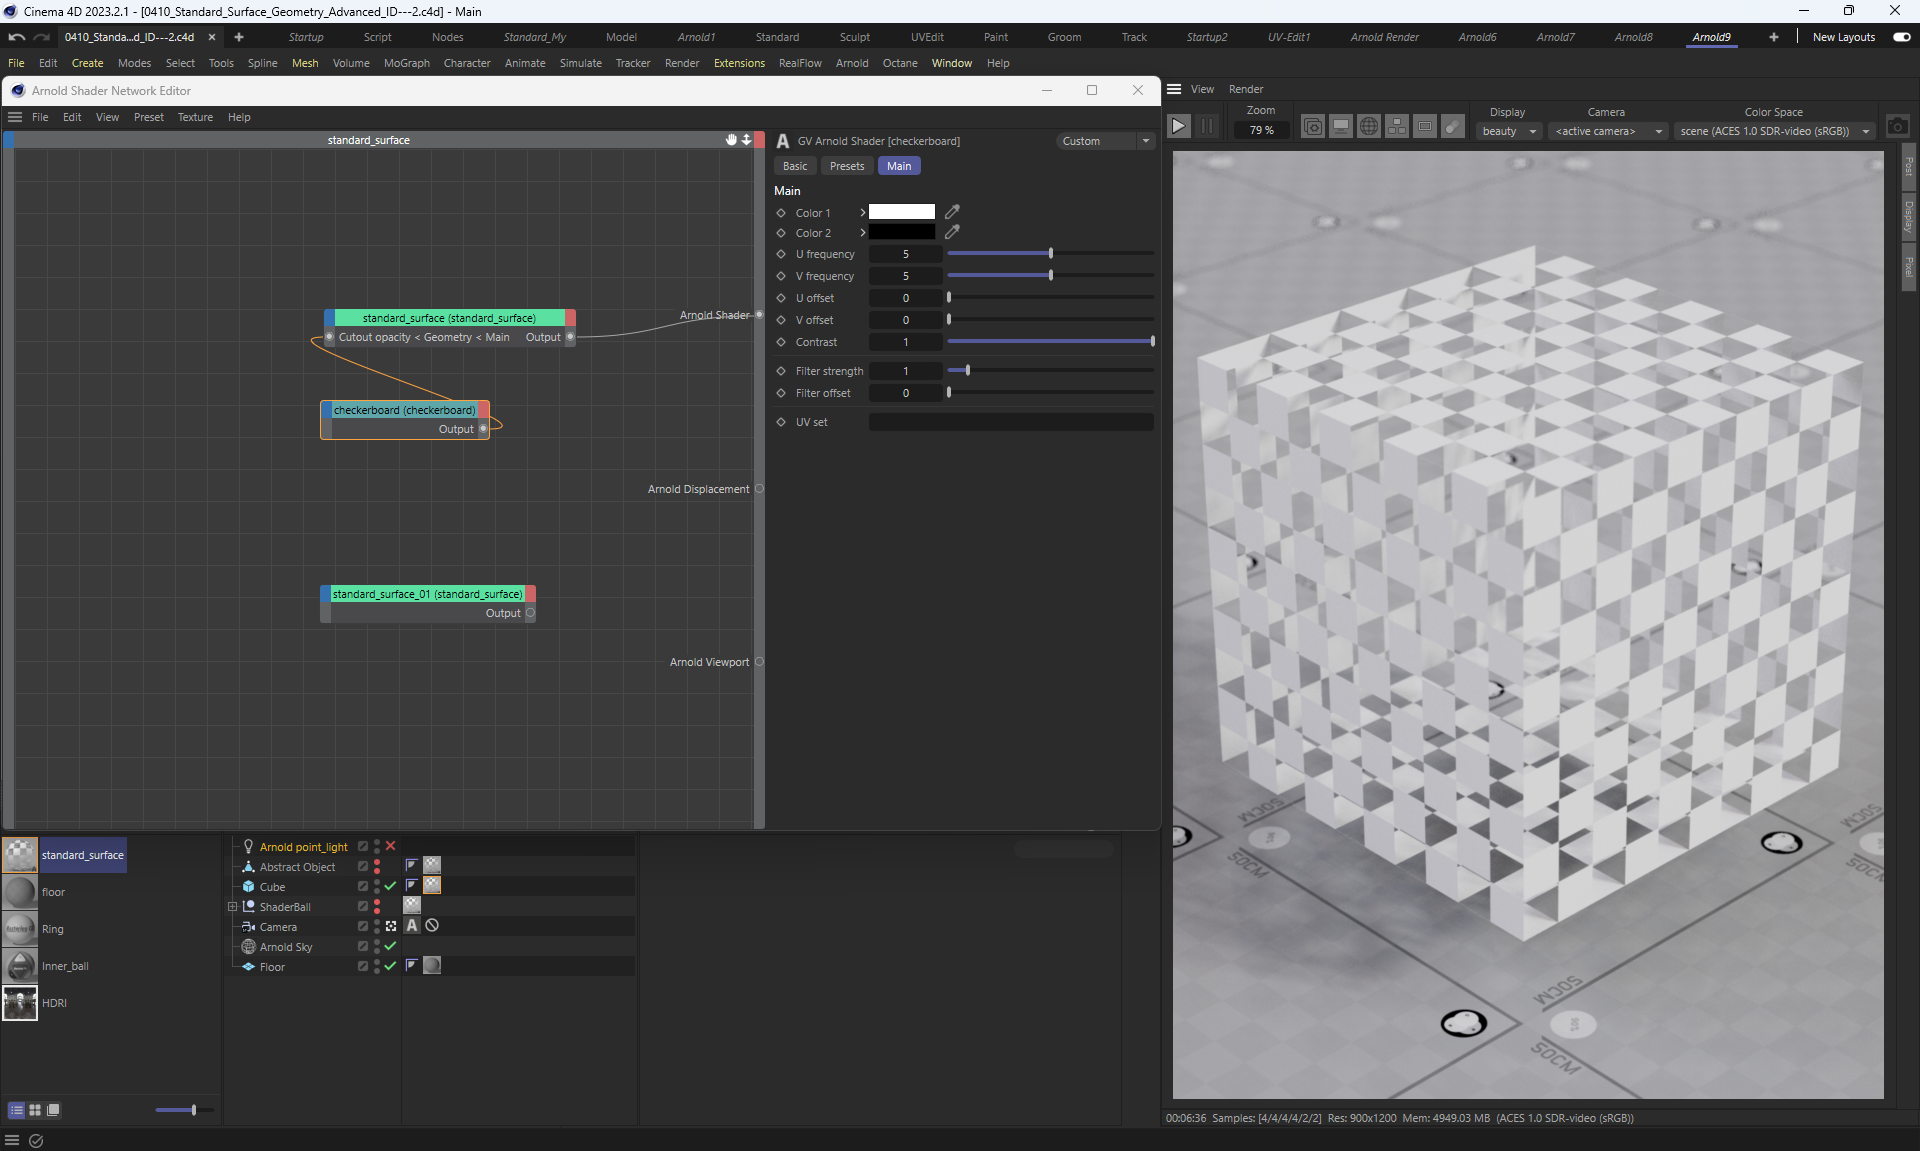 Cinema 4D 2023.2.1 - [0410_Standard_Surface_Geometry_Advanced_ID---2.c4d] - Main
0410_Standa...d_ID---2.c4d Startup Script Nodes Standard_My Model Arnold1 Standard Sculpt UVEdit Paint Groom Track Startup2 UV-Edit1 Arnold Render Arnold6 Arnold7 Arnold8 Arnold9 New Layouts
File Edit Create Modes Select Tools Spline Mesh Volume MoGraph Character Animate Simulate Tracker Render Extensions RealFlow Arnold Octane Window Help
Arnold Shader Network Editor
File Edit View Preset Texture Help
standard_surface
standard_surface (standard_surface)
Cutout opacity < Geometry < Main Output
Arnold Shader
checkerboard (checkerboard)
Output
Arnold Displacement
standard_surface_01 (standard_surface)
Output
Arnold Viewport
GV Arnold Shader [checkerboard] Custom
Basic Presets Main
Main
Color 1
Color 2
U frequency 5
V frequency 5
U offset 0
V offset 0
Contrast 1
Filter strength 1
Filter offset 0
UV set
View Render
Zoom Display Camera Color Space
79 % beauty <active camera> scene (ACES 1.0 SDR-video (sRGB))
Post
Display
Pixel
50CM
50CM
50CM
50CM
50CM
50CM
standard_surface
floor
Ring
Inner_ball
HDRI
Arnold point_light
Abstract Object
Cube
ShaderBall
Camera
Arnold Sky
Floor
00:06:36 Samples: [4/4/4/4/2/2] Res: 900x1200 Mem: 4949.03 MB (ACES 1.0 SDR-video (sRGB))